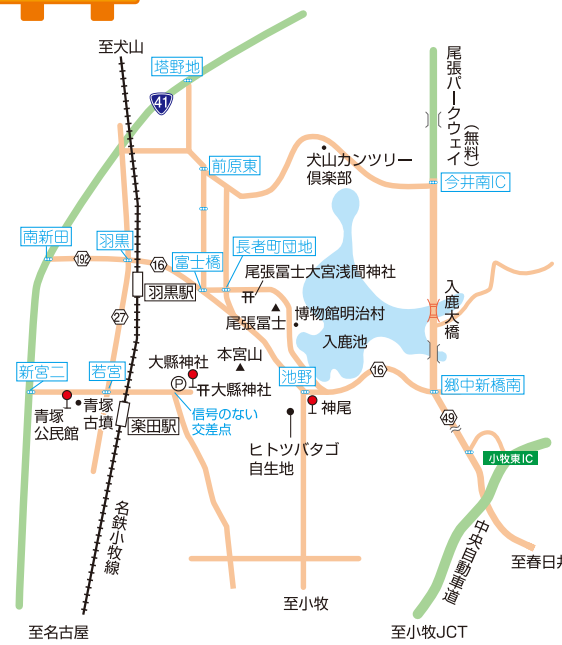 至犬山
塔野地
41
尾張パークウェイ
(無料)
前原東
犬山カンツリー
倶楽部
今井南IC
南新田
羽黒
192
16
富士橋
長者町団地
尾張冨士大宮浅間神社
羽黒駅
尾張冨士
博物館明治村
入鹿大橋
27
入鹿池
新宮二
若宮
大縣神社
本宮山
P
大縣神社
池野
16
郷中新橋南
青塚
公民館
青塚
古墳
楽田駅
信号のない
交差点
神尾
49
ヒトツバタゴ
自生地
小牧東IC
名鉄小牧線
中央自動車道
至春日井
至小牧
至名古屋
至小牧JCT